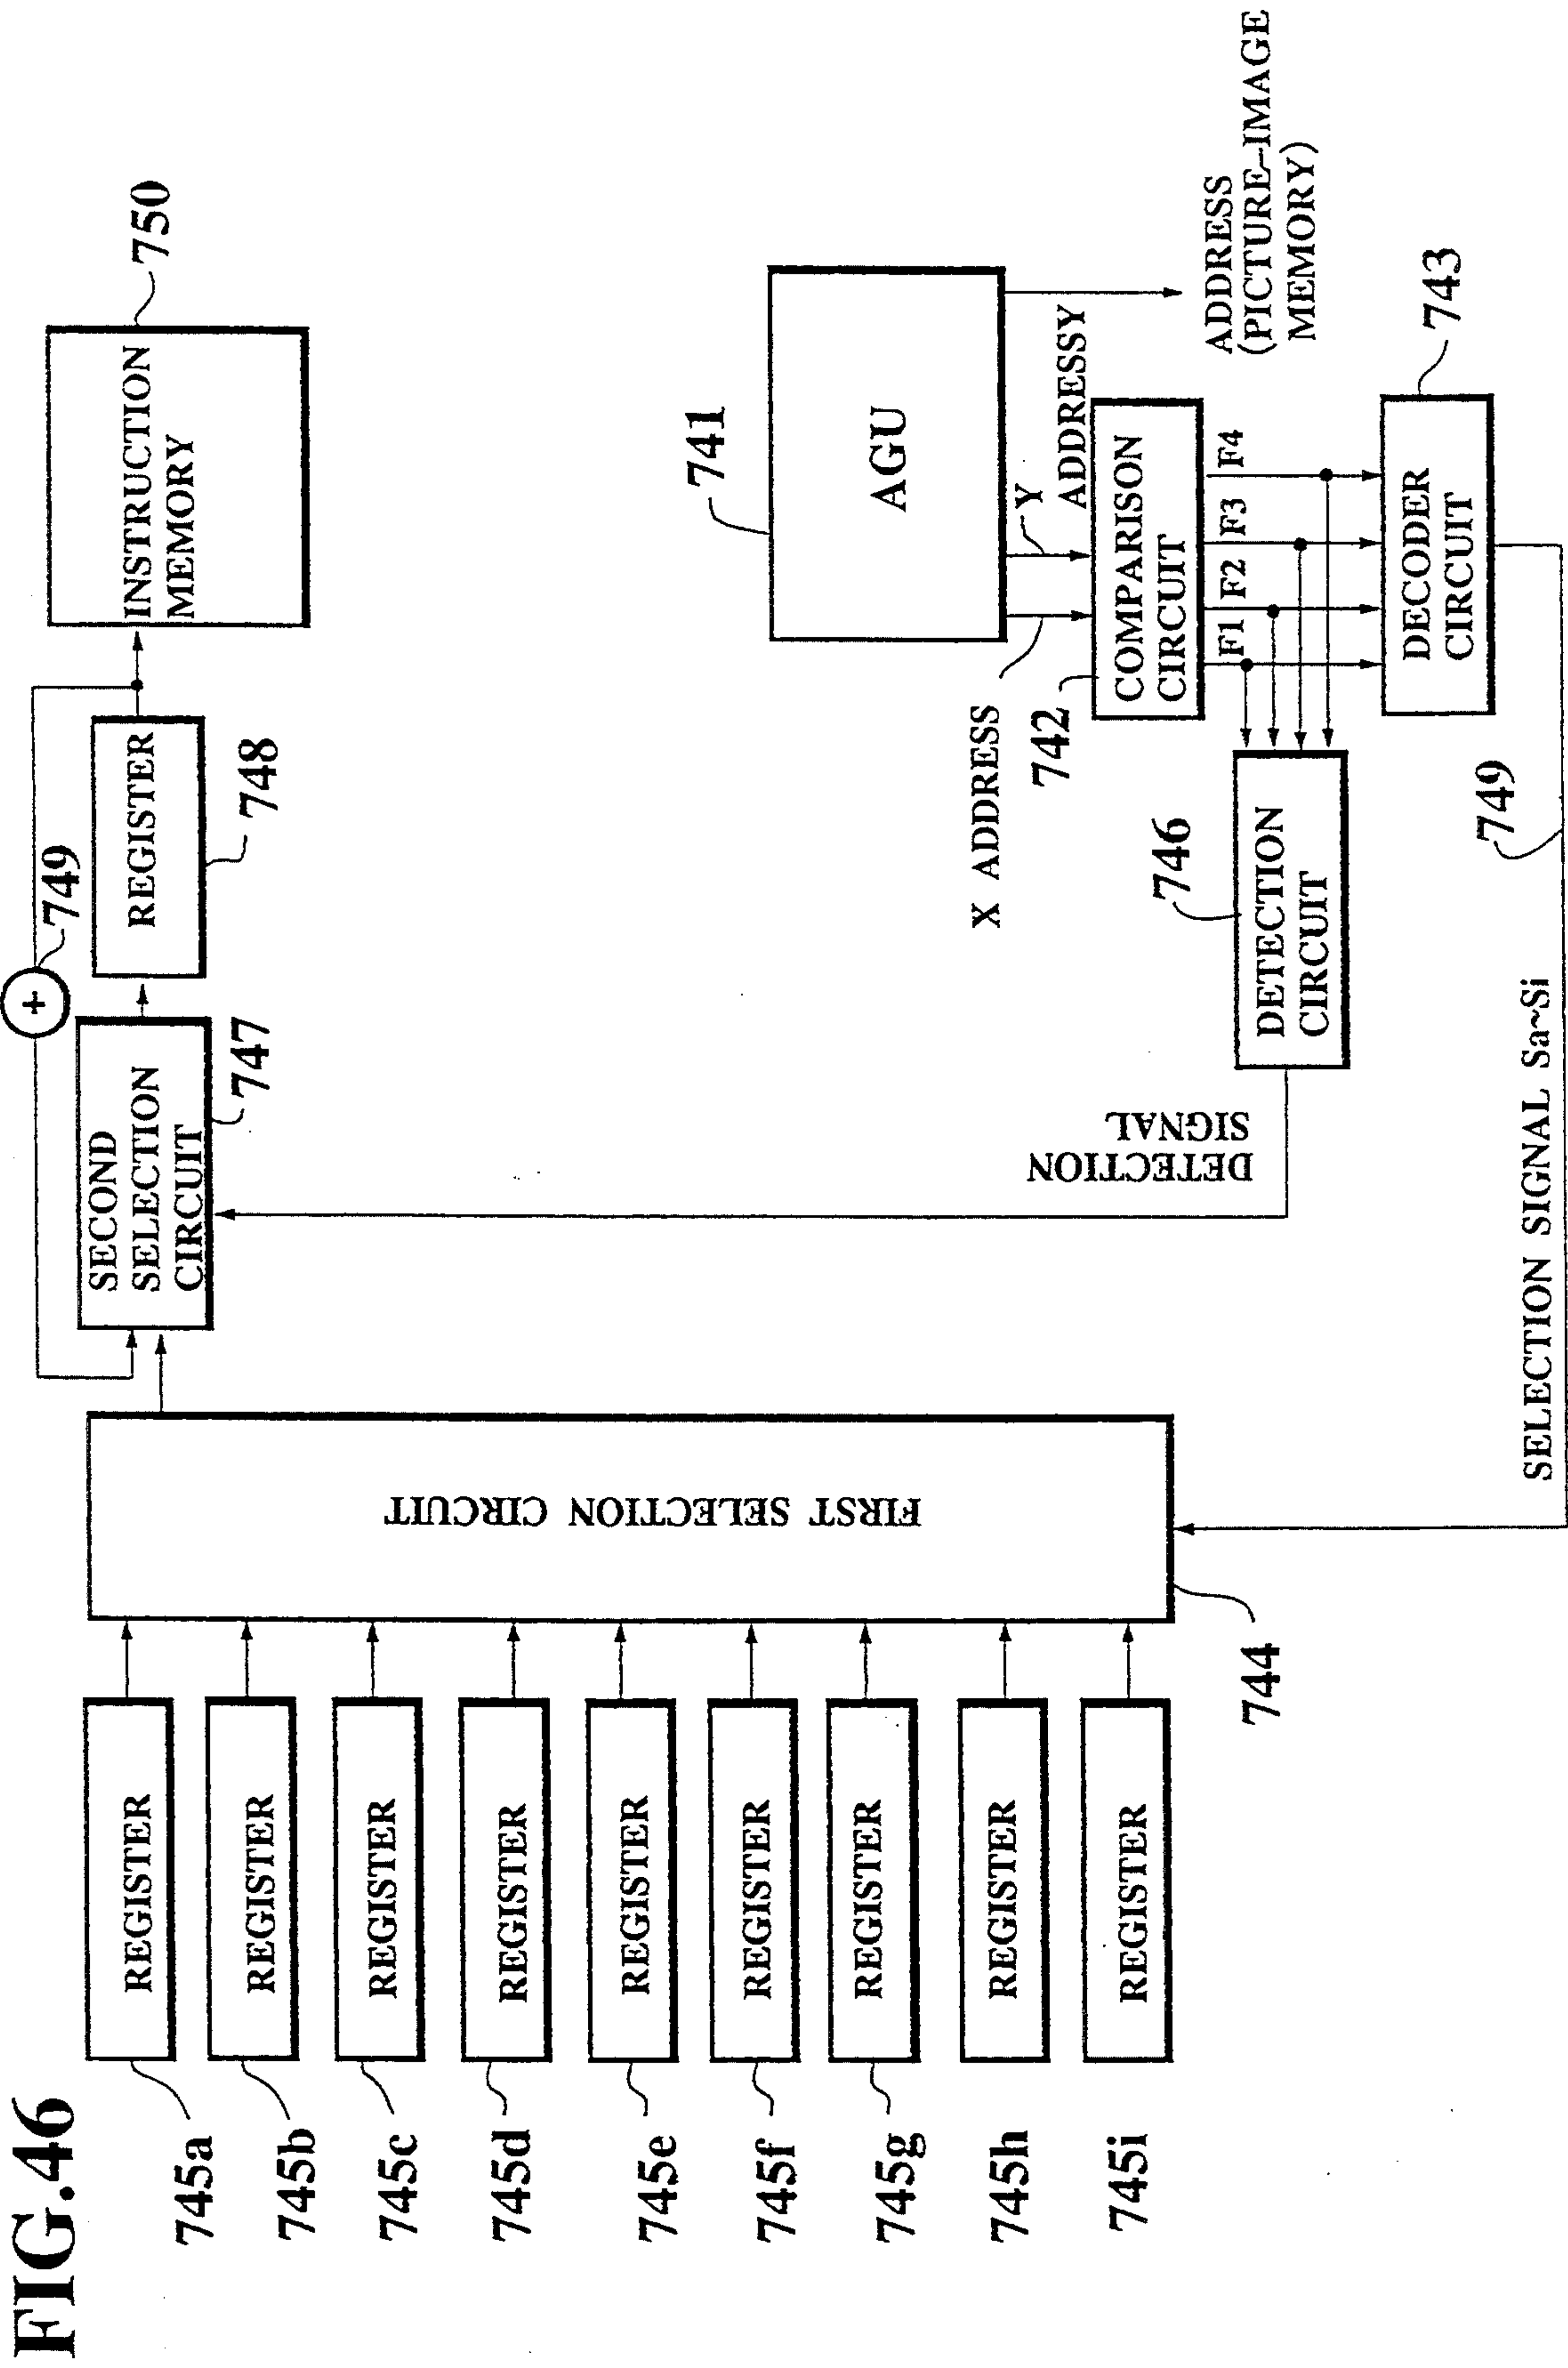 FIG.46
745a
REGISTER
745b
REGISTER
745c
REGISTER
745d
REGISTER
745e
REGISTER
745f
REGISTER
745g
REGISTER
745h
REGISTER
745i
REGISTER
FIRST SELECTION CIRCUIT
744
SECOND
SELECTION
CIRCUIT
747
+
749
REGISTER
748
INSTRUCTION
MEMORY
750
741
AGU
X ADDRESS
Y
ADDRESSY
ADDRESS
(PICTURE-IMAGE
MEMORY)
742
COMPARISON
CIRCUIT
F1
F2
F3
F4
746
DETECTION
CIRCUIT
DETECTION
SIGNAL
DECODER
CIRCUIT
743
749
SELECTION SIGNAL Sa~Si